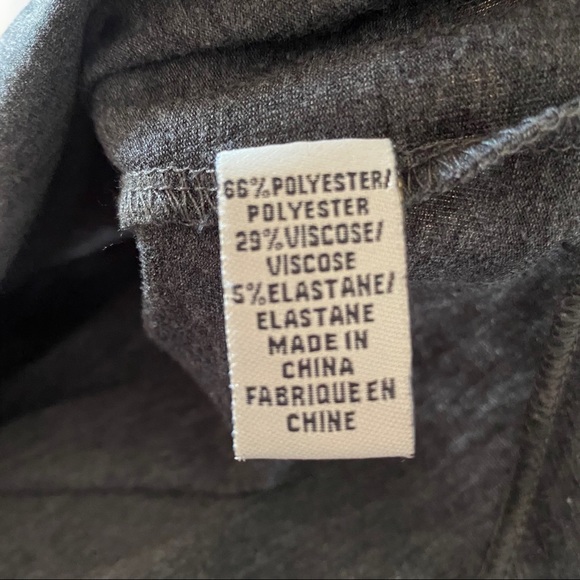 66%POLYESTER/
POLYESTER
29%VISCOSE/
VISCOSE
5%ELASTANE/
ELASTANE
MADE IN
CHINA
FABRIQUE EN
CHINE